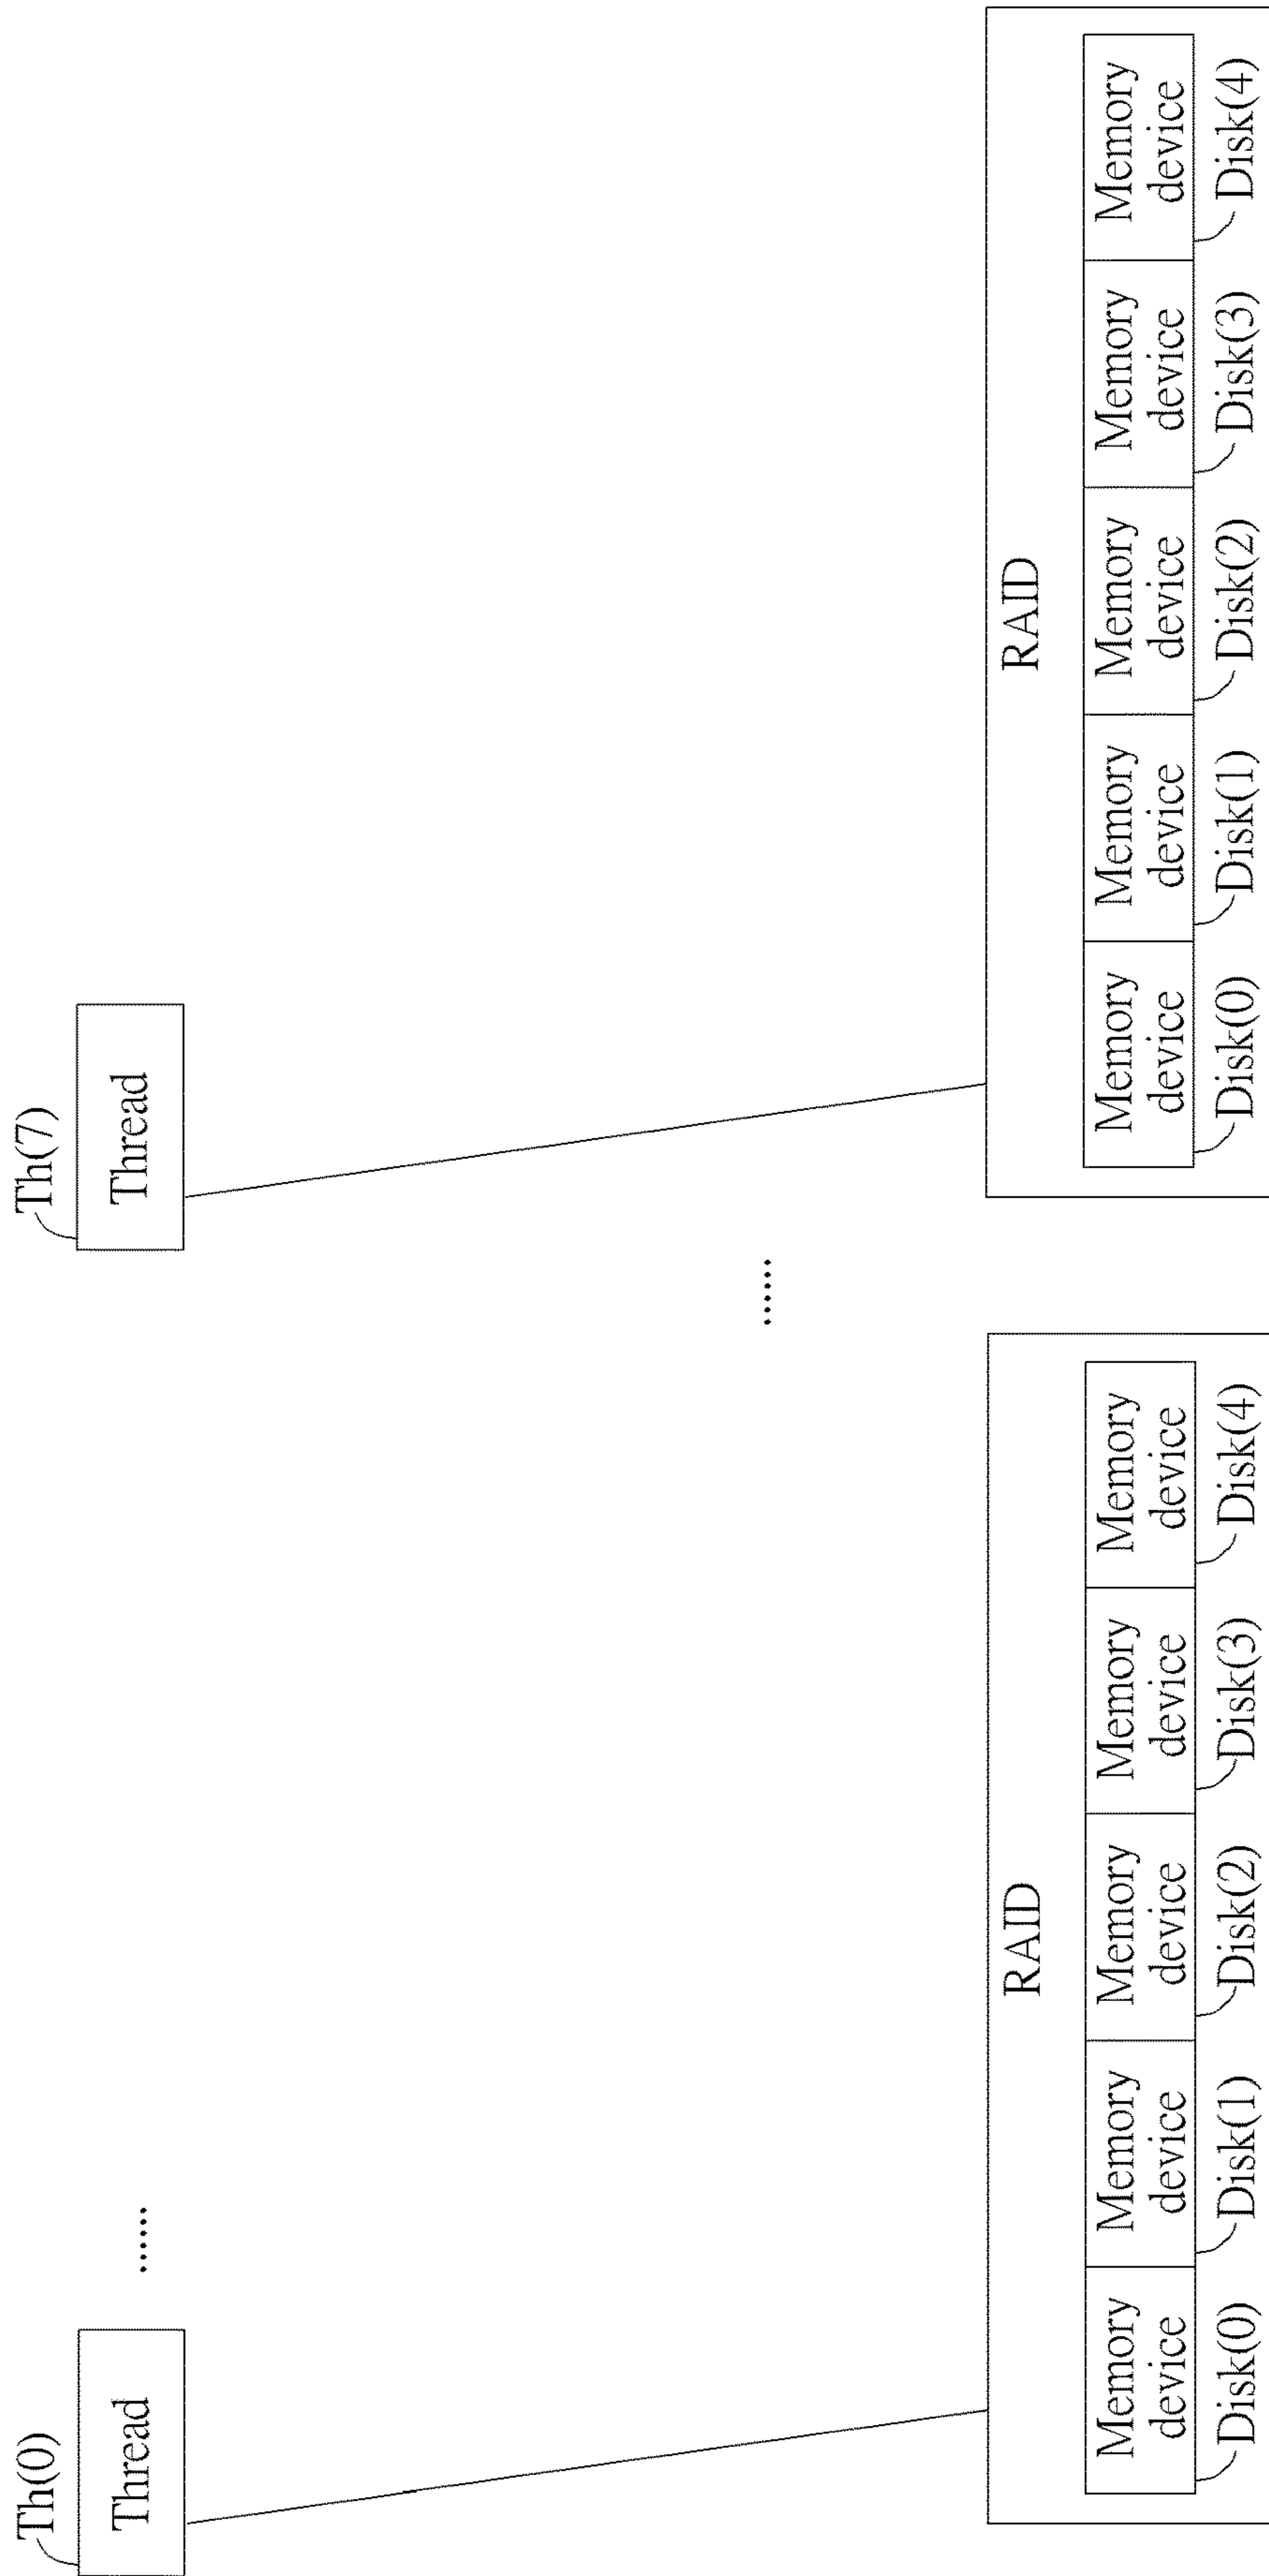 Th(0)
Thread
......
Th(7)
Thread
......
RAID
Memory
device
Memory
device
Memory
device
Memory
device
Memory
device
Disk(0)
Disk(1)
Disk(2)
Disk(3)
Disk(4)
RAID
Memory
device
Memory
device
Memory
device
Memory
device
Memory
device
Disk(0)
Disk(1)
Disk(2)
Disk(3)
Disk(4)